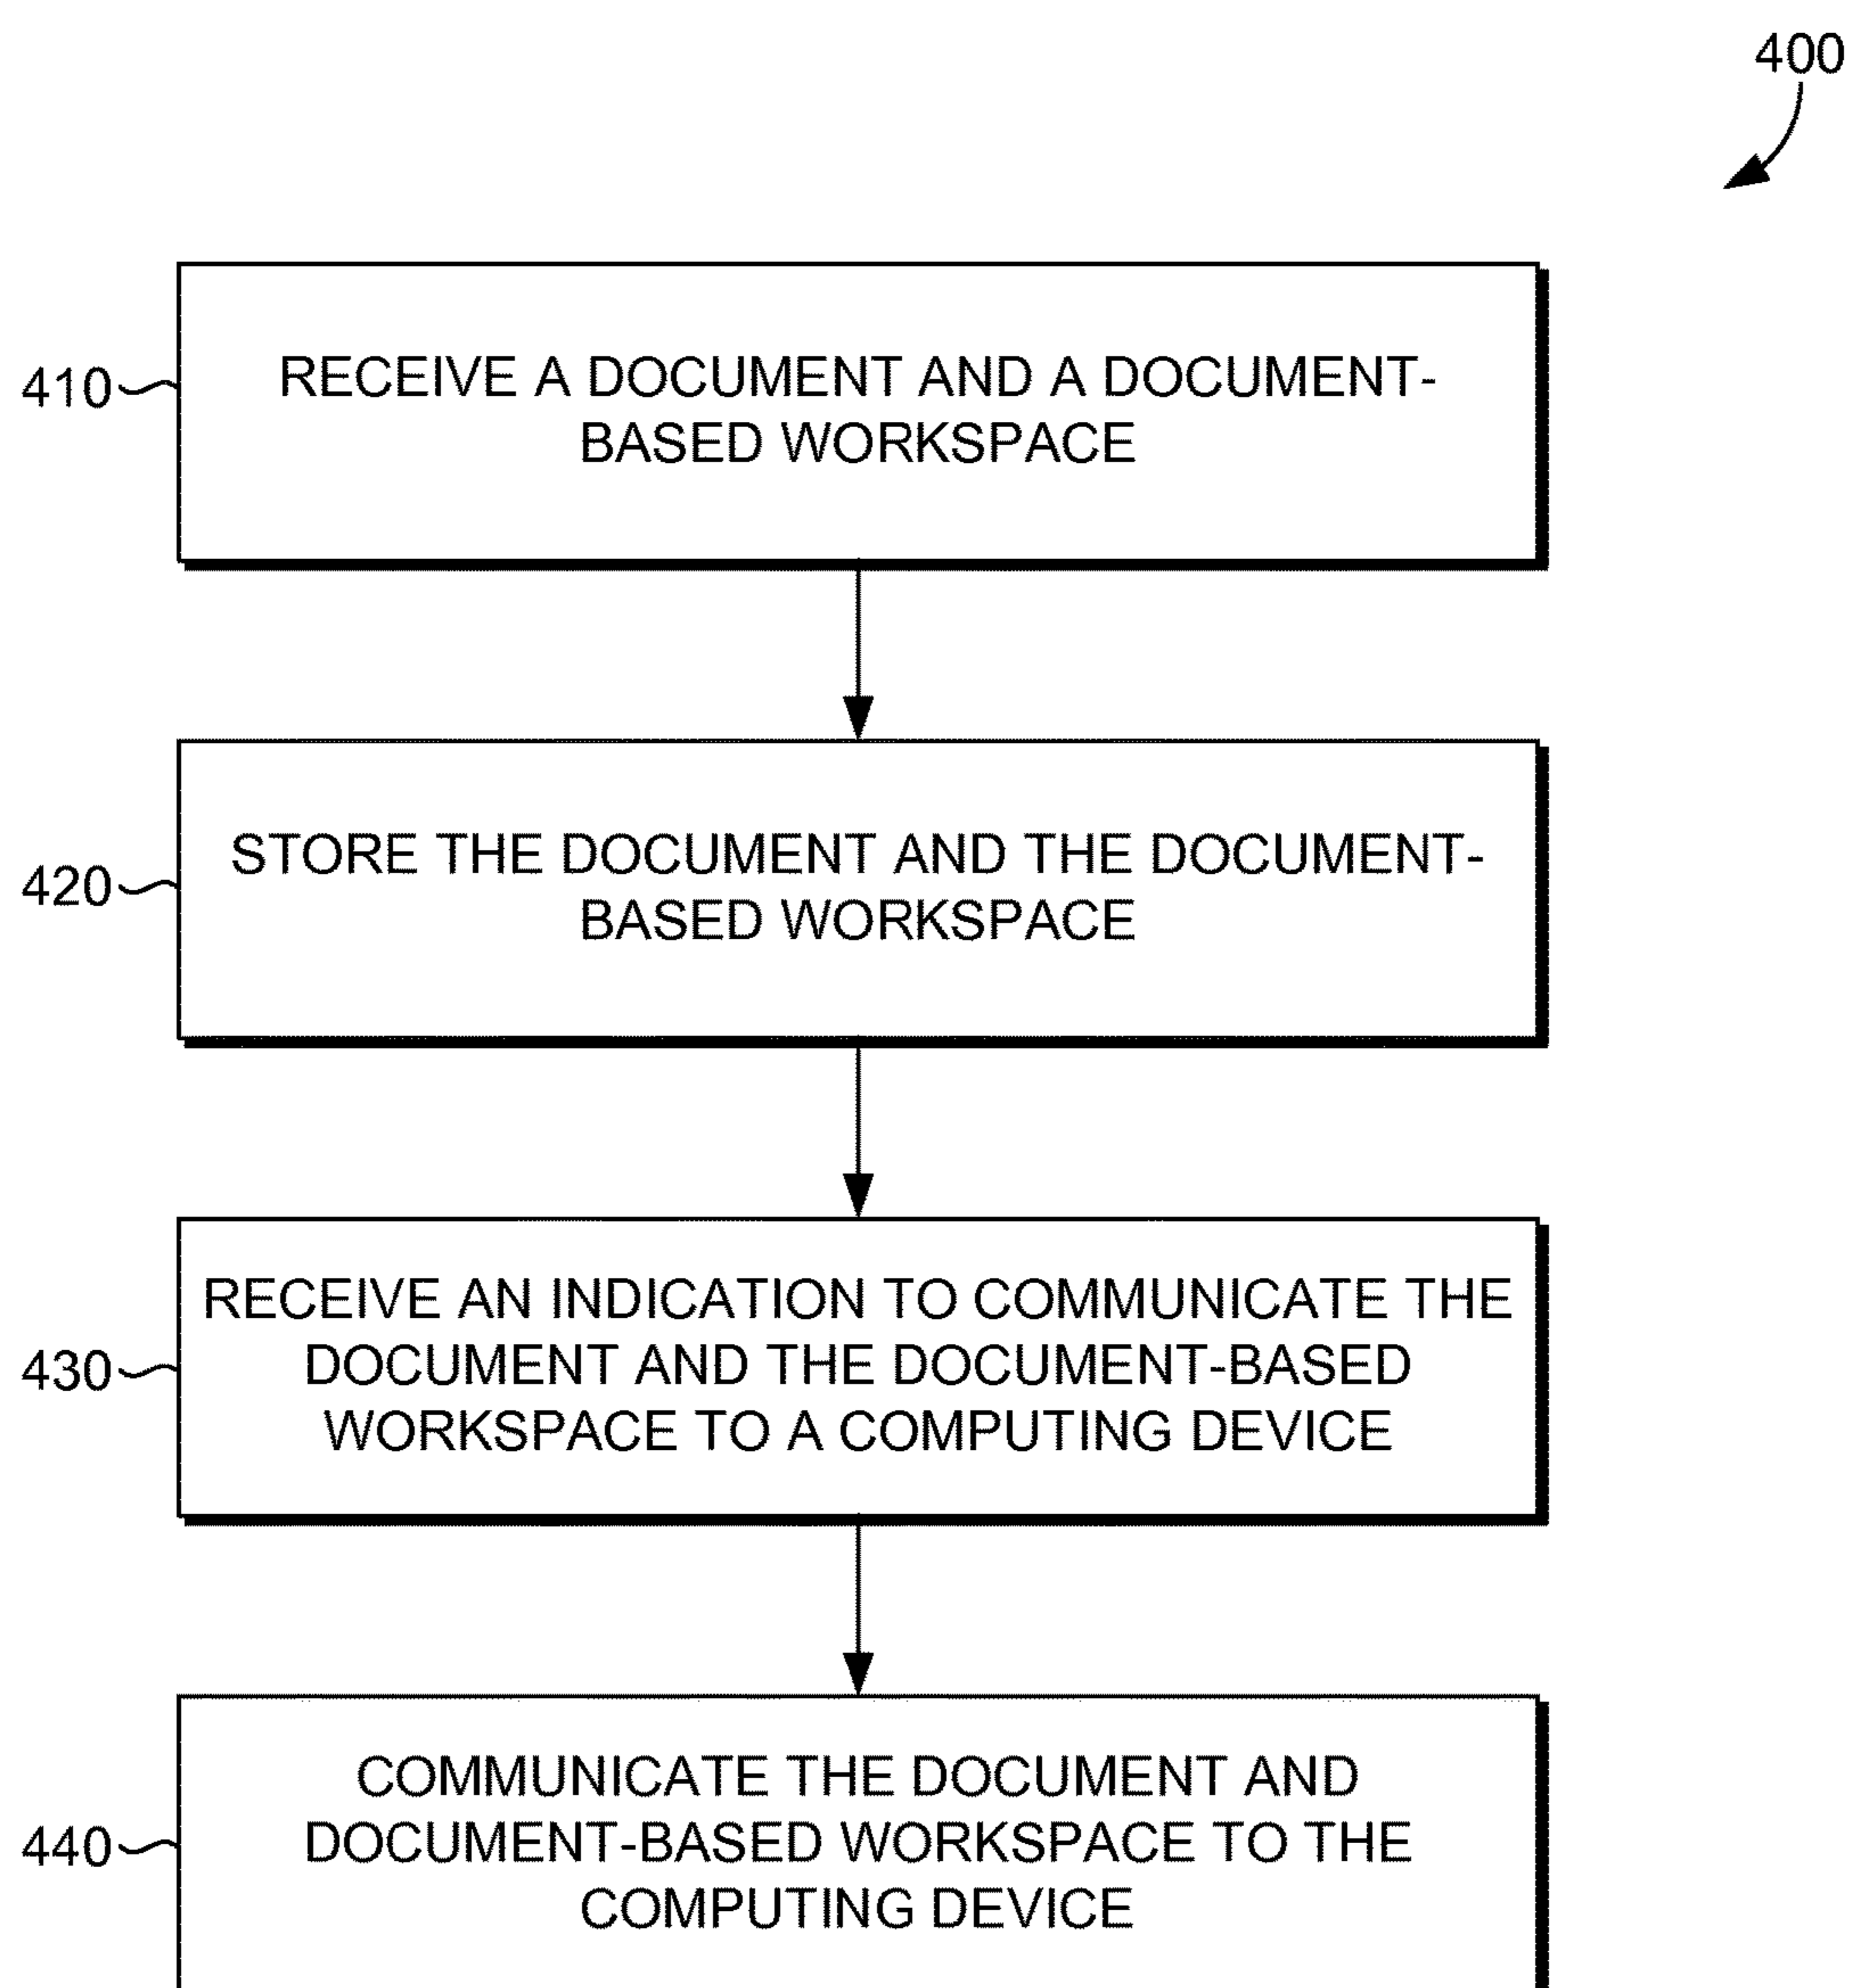 400
410
RECEIVE A DOCUMENT AND A DOCUMENT-
BASED WORKSPACE
420
STORE THE DOCUMENT AND THE DOCUMENT-
BASED WORKSPACE
430
RECEIVE AN INDICATION TO COMMUNICATE THE
DOCUMENT AND THE DOCUMENT-BASED
WORKSPACE TO A COMPUTING DEVICE
440
COMMUNICATE THE DOCUMENT AND
DOCUMENT-BASED WORKSPACE TO THE
COMPUTING DEVICE